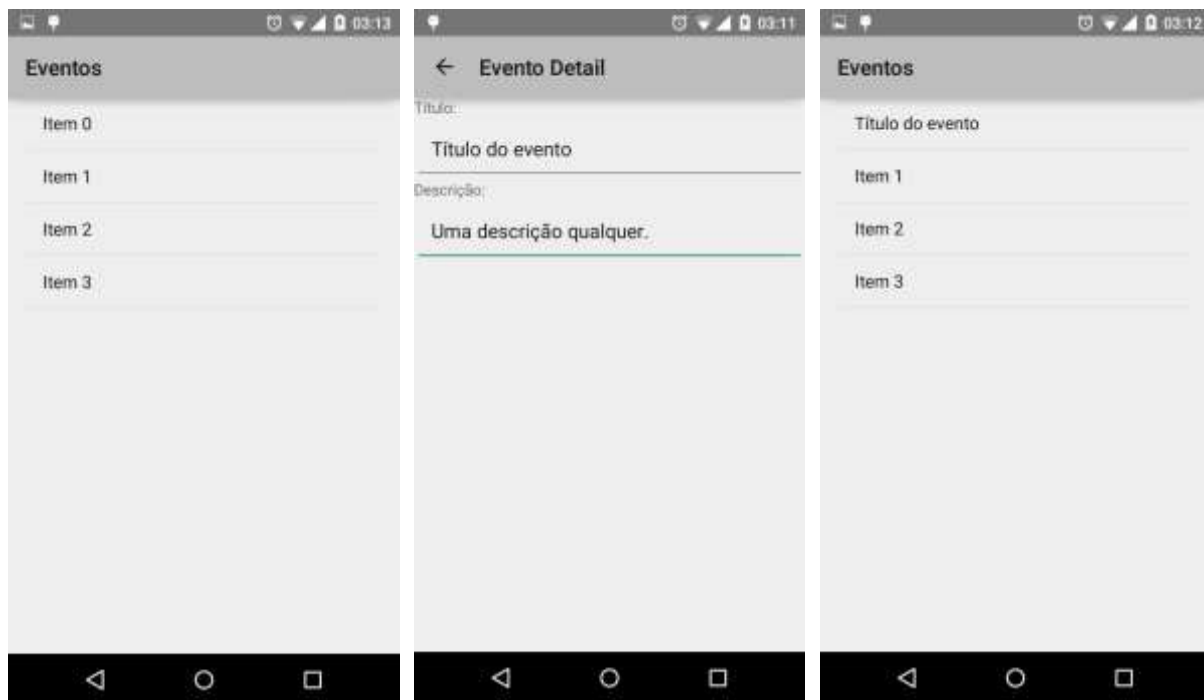 03:13
Eventos
Item 0
Item 1
Item 2
Item 3
03:11
Evento Detail
Título:
Título do evento
Descrição:
Uma descrição qualquer.
03:12
Eventos
Título do evento
Item 1
Item 2
Item 3